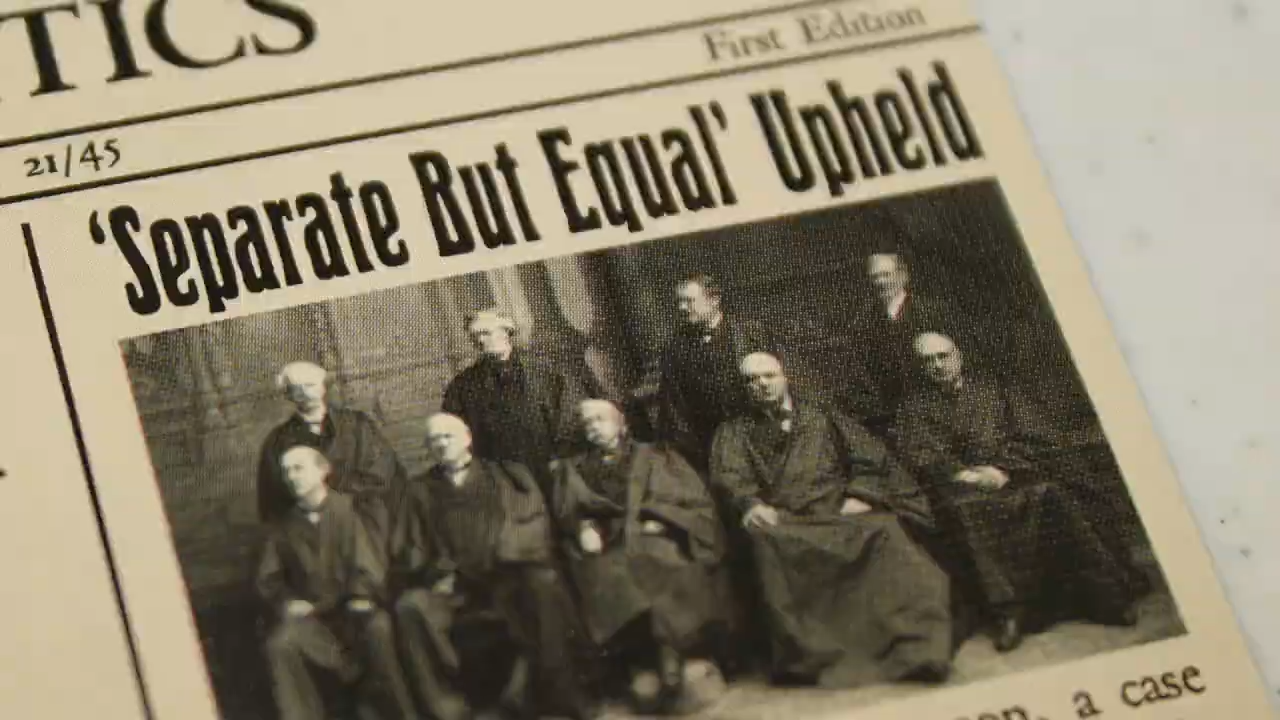 TICS
First Edition
21/45
‘Separate But Equal’ Upheld
a case